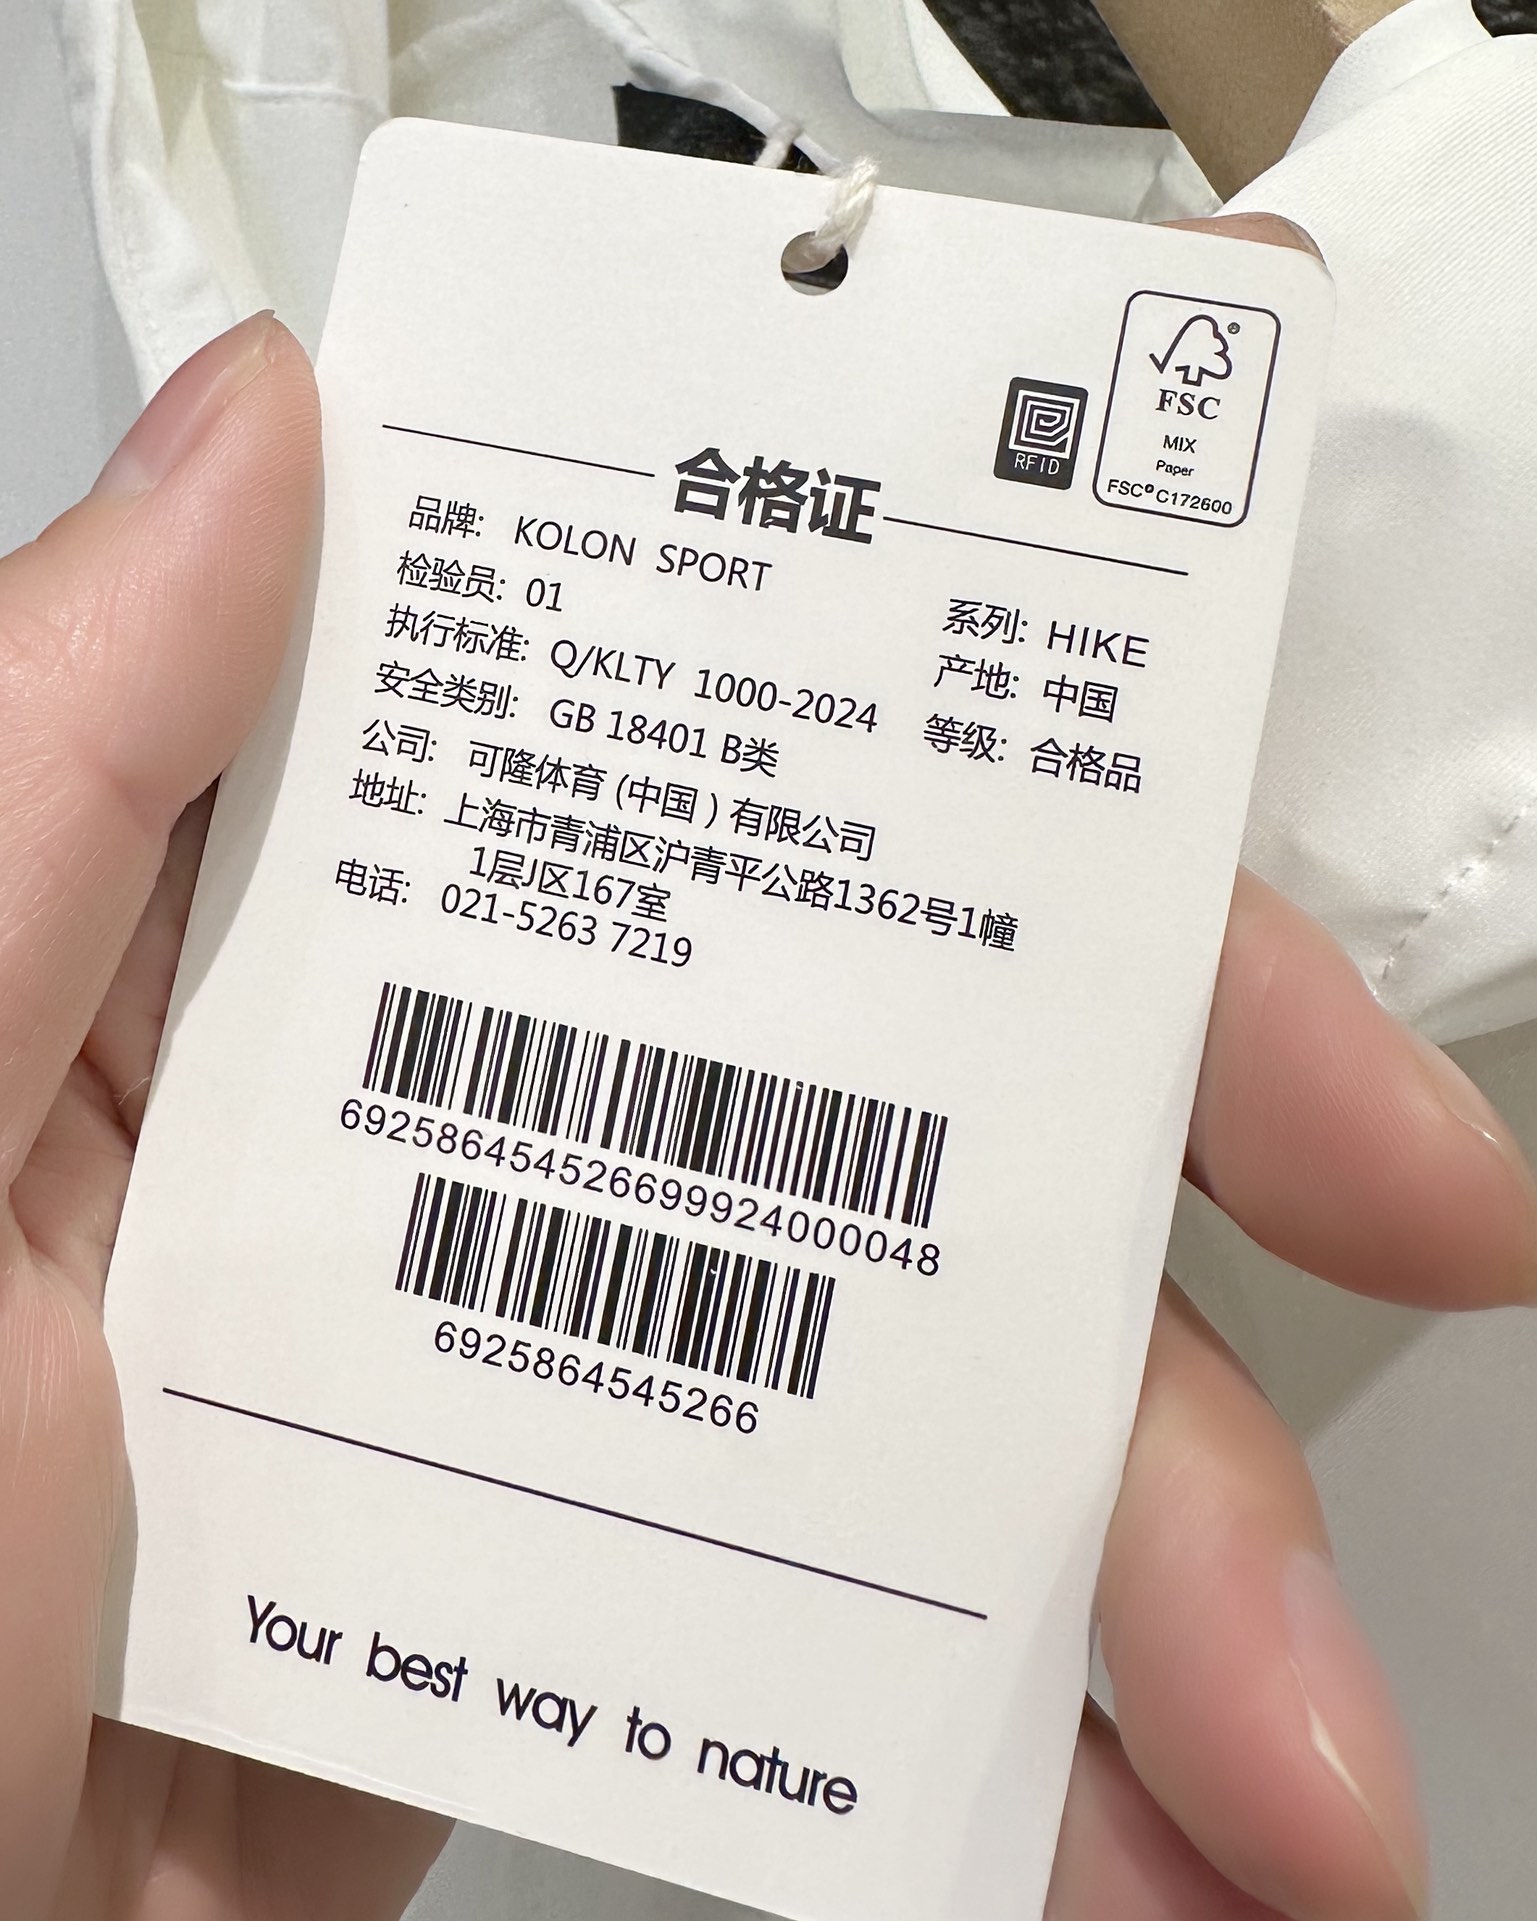 FSC
MIX
Paper
FSC® C172600
RFID
合格证
品牌: KOLON SPORT
系列: HIKE
检验员: 01
产地: 中国
执行标准: Q/KLTY 1000-2024
等级: 合格品
安全类别: GB 18401 B类
公司: 可隆体育(中国)有限公司
地址: 上海市青浦区沪青平公路1362号1幢
1层J区167室
电话: 021-5263 7219
692586454526699924000048
6925864545266
Your best way to nature